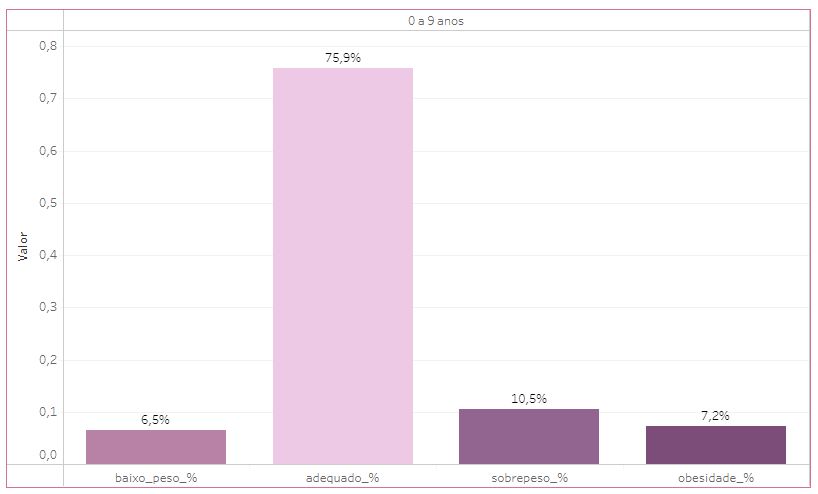 0 a 9 anos
0,8
0,7
0,6
0,5
0,4
0,3
0,2
0,1
0,0
Valor
6,5%
75,9%
10,5%
7,2%
baixo_peso_%
adequado_%
sobrepeso_%
obesidade_%